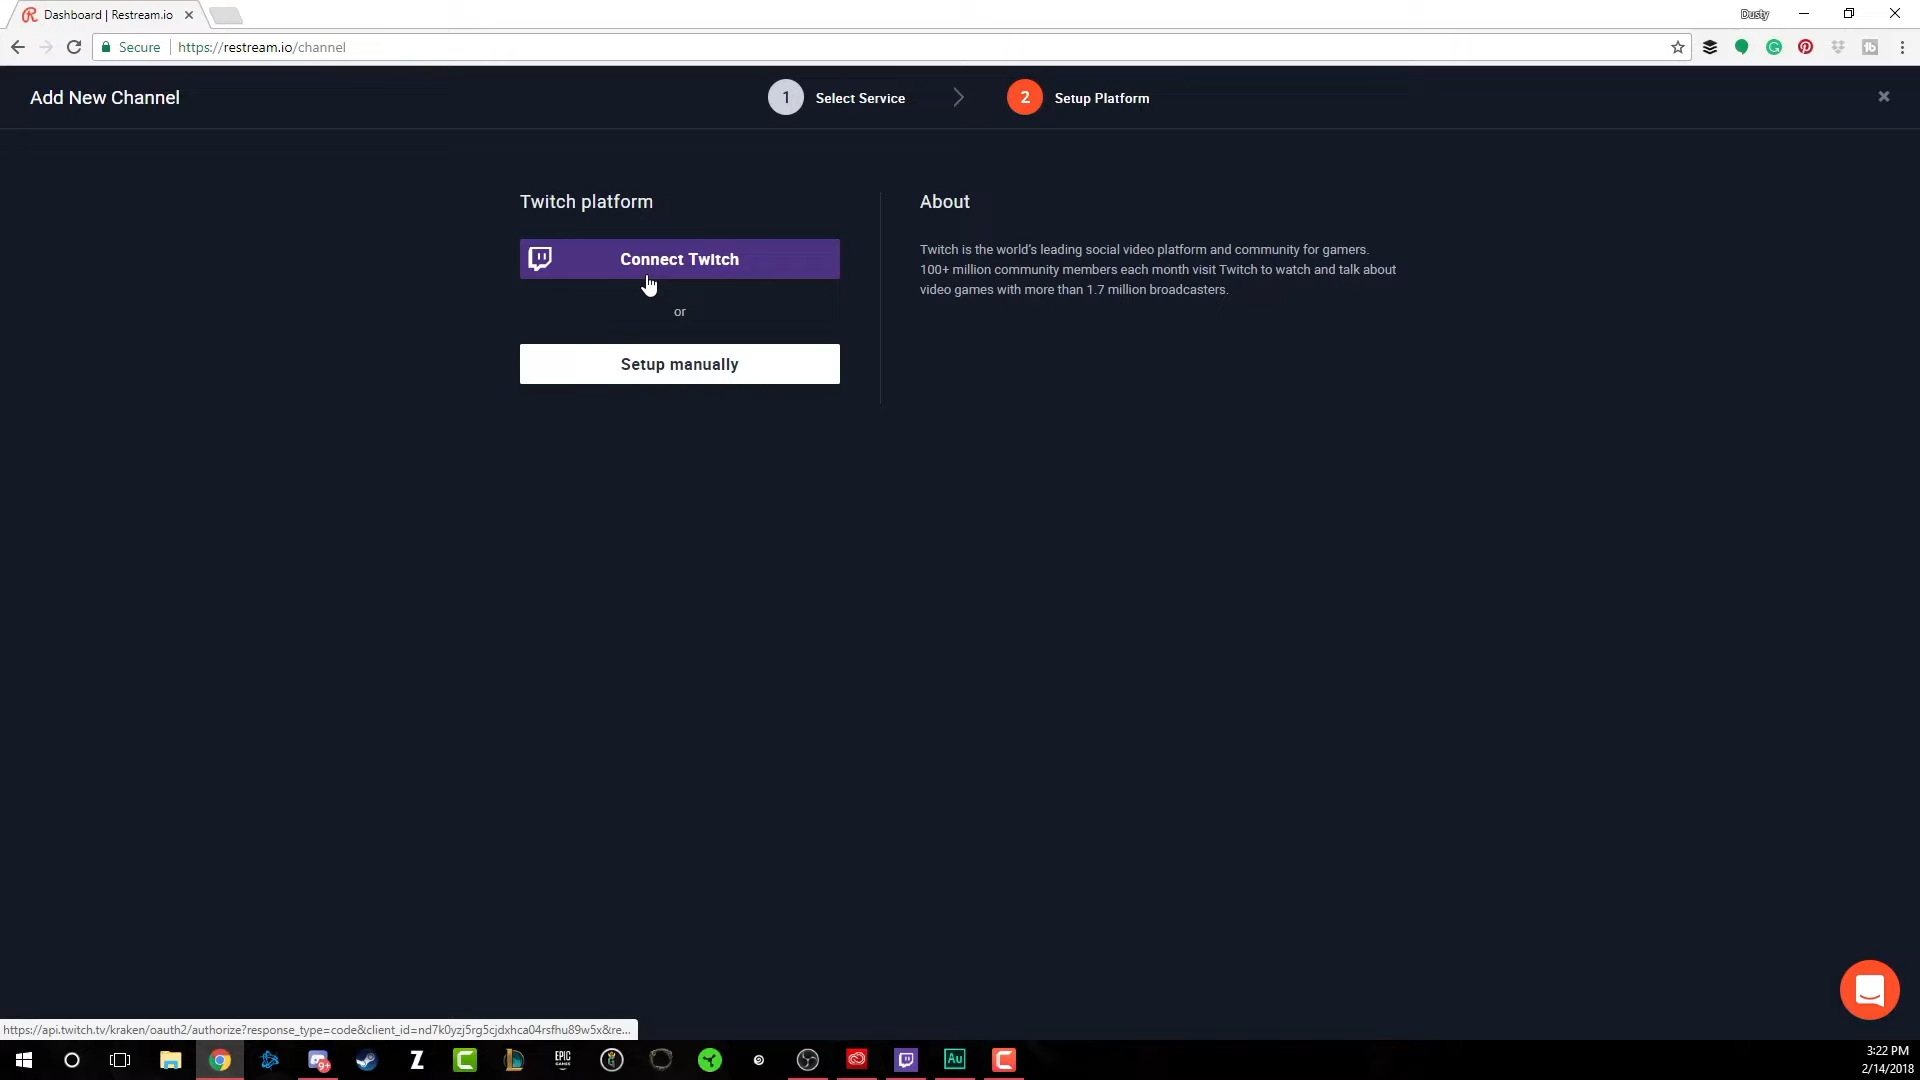 Dashboard | Restream.io
Dusty
Secure
https://restream.io/channel
Add New Channel
1 Select Service
2 Setup Platform
Twitch platform
Connect Twitch
or
Setup manually
About
Twitch is the world's leading social video platform and community for gamers.
100+ million community members each month visit Twitch to watch and talk about
video games with more than 1.7 million broadcasters.
https://api.twitch.tv/kraken/oauth2/authorize?response_type=code&client_id=nd7k0yzj5rg5cjdxhca04rsfhu89w5x&re...
9+
Z
EPIC
GAMES
Au
3:22 PM
2/14/2018